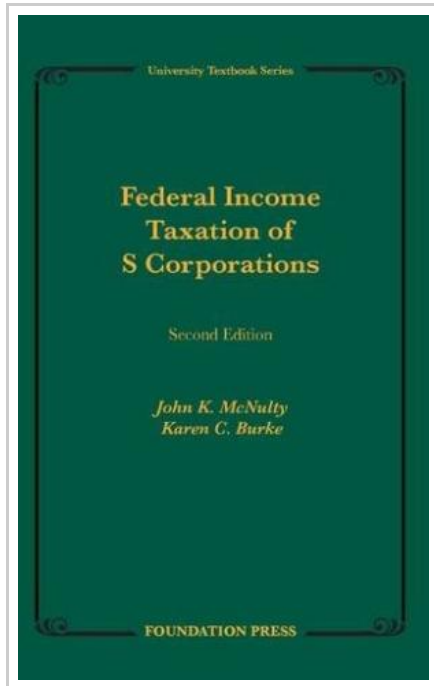 University Textbook Series
Federal Income
Taxation of
S Corporations
Second Edition
John K. McNulty
Karen C. Burke
FOUNDATION PRESS